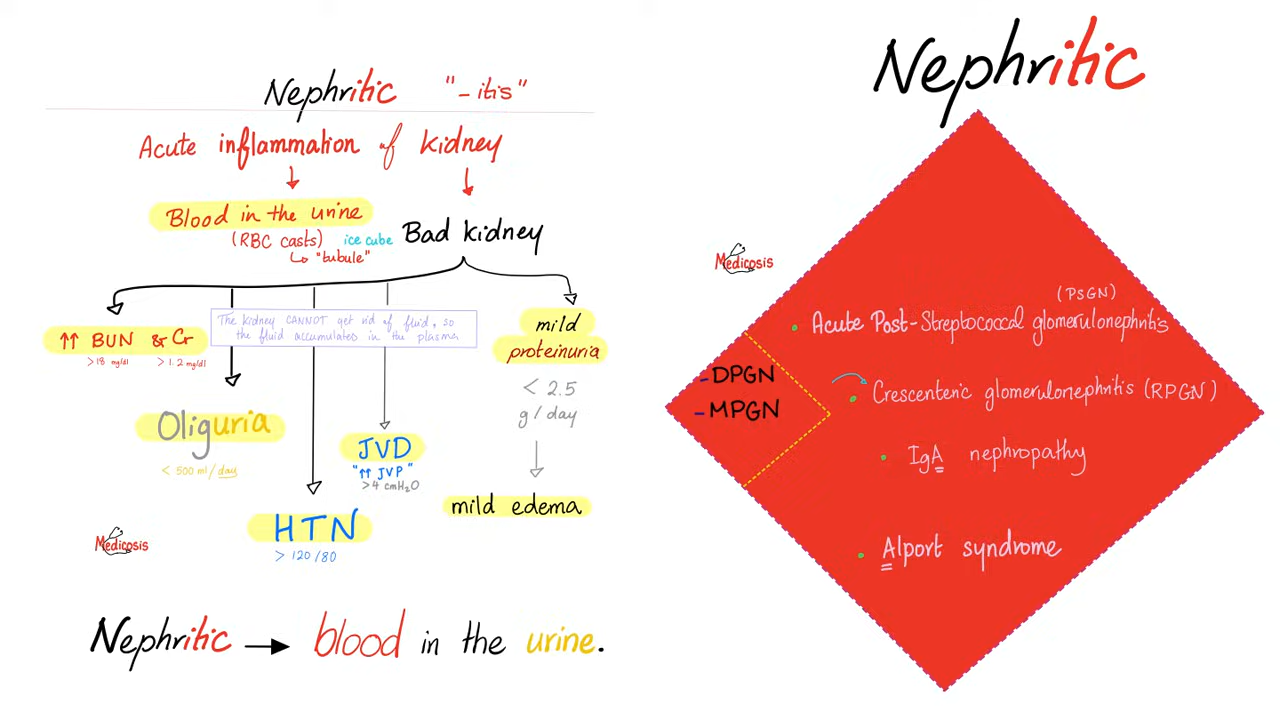 Nephritic "-itis"
Acute inflammation of kidney
Blood in the urine
(RBC casts) ice cube
"tubule"
Bad kidney
↑↑ BUN & Cr
>18 mg/dl >1.2 mg/dl
The kidney CANNOT get rid of fluid, so
the fluid accumulated in the plasma
mild
proteinuria
< 2.5
g/day
mild edema
Oliguria
< 500 ml/day
JVD
"↑↑ JVP"
>4 cmH₂O
HTN
> 120/80
Medicosis
Nephritic → blood in the urine.
Nephritic
Medicosis
(PSGN)
• Acute Post-Streptococcal glomerulonephritis
-DPGN
-MPGN
• Crescenteric glomerulonephritis (RPGN)
• IgA nephropathy
• Alport syndrome